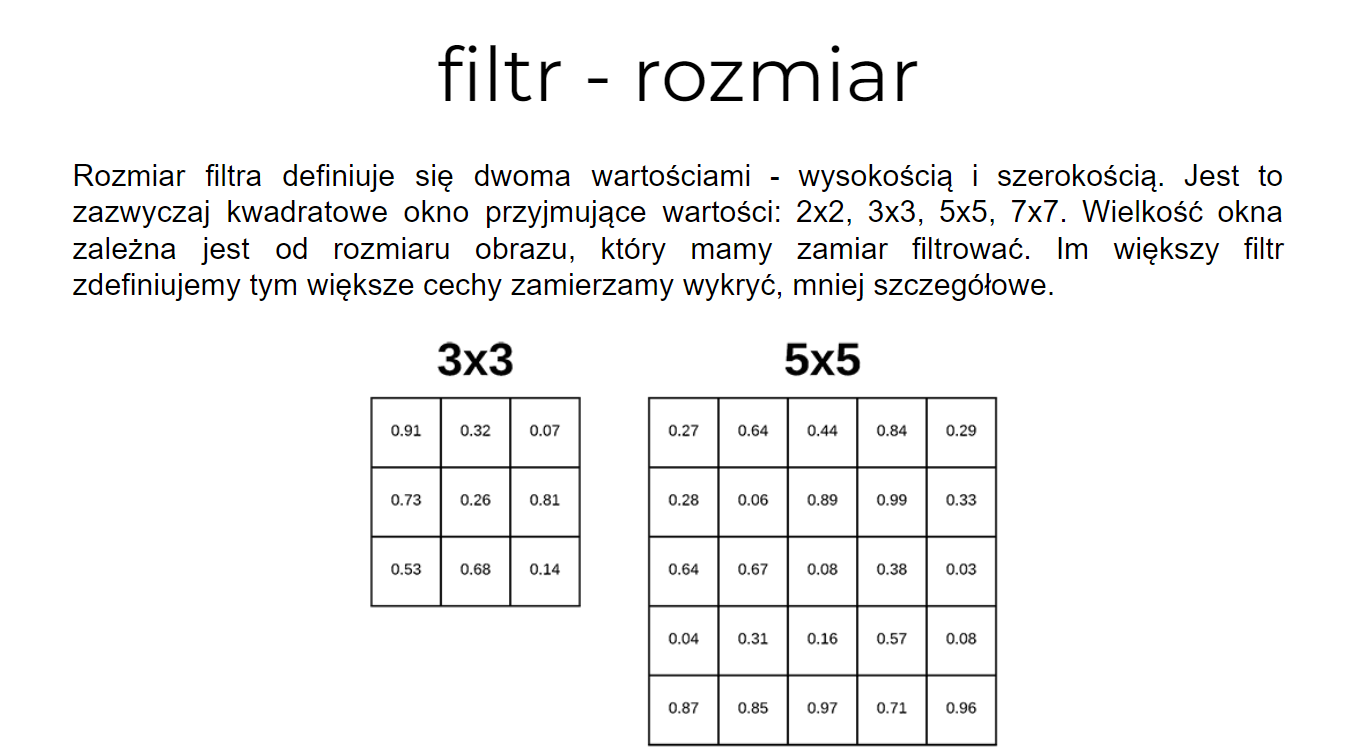 filtr - rozmiar
Rozmiar filtra definiuje się dwoma wartościami - wysokością i szerokością. Jest to
zazwyczaj kwadratowe okno przyjmujące wartości: 2x2, 3x3, 5x5, 7x7. Wielkość okna
zależna jest od rozmiaru obrazu, który mamy zamiar filtrować. Im większy filtr
zdefiniujemy tym większe cechy zamierzamy wykryć, mniej szczegółowe.
3x3
0.91 0.32 0.07
0.73 0.26 0.81
0.53 0.68 0.14
5x5
0.27 0.64 0.44 0.84 0.29
0.28 0.06 0.89 0.99 0.33
0.64 0.67 0.08 0.38 0.03
0.04 0.31 0.16 0.57 0.08
0.87 0.85 0.97 0.71 0.96